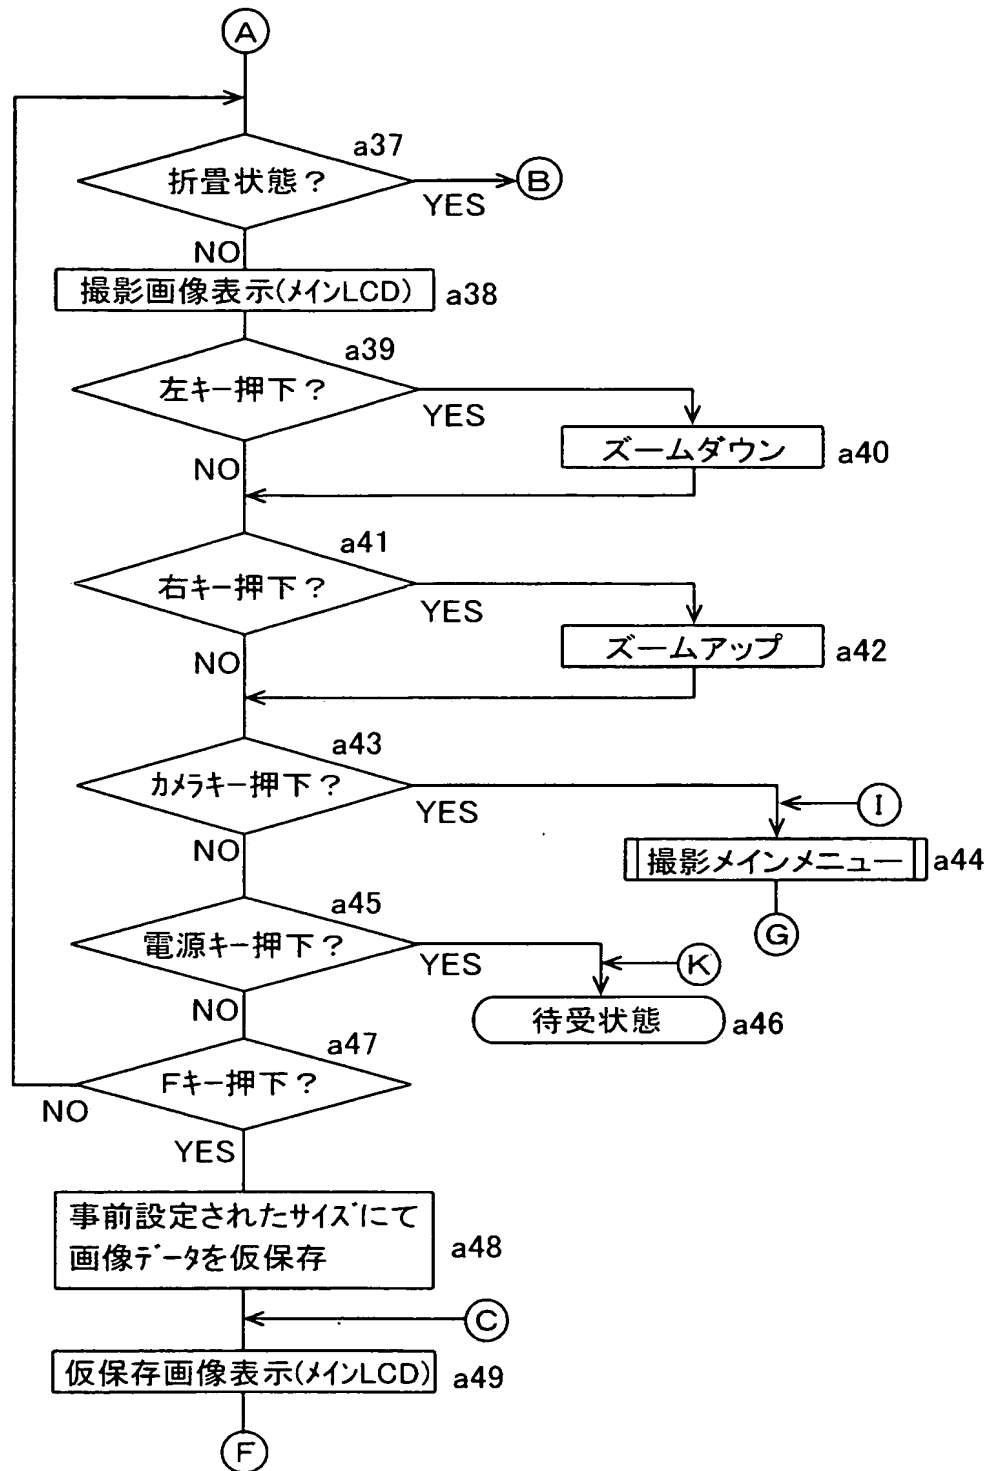 A
a37
折畳状態？
B
YES
NO
撮影画像表示(メインLCD)
a38
a39
左キー押下？
YES
ズームダウン
a40
NO
a41
右キー押下？
YES
ズームアップ
a42
NO
a43
カメラキー押下？
YES
I
NO
撮影メインメニュー
a44
a45
G
電源キー押下？
YES
K
NO
待受状態
a46
a47
Fキー押下？
NO
YES
事前設定されたサイズにて
画像データを仮保存
a48
C
仮保存画像表示(メインLCD)
a49
F